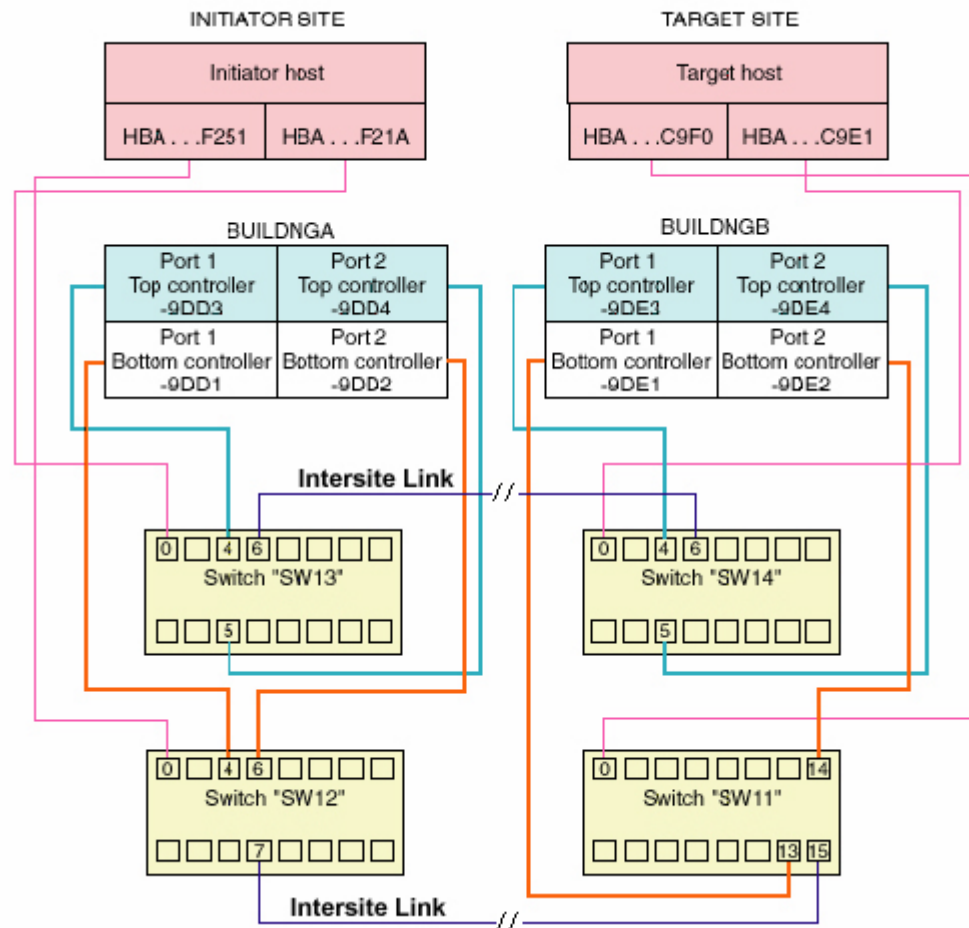 INITIATOR SITE
TARGET SITE
Initiator host
Target host
HBA . . .F251
HBA . . .F21A
HBA . . .C9F0
HBA . . .C9E1
BUILDNGA
BUILDNGB
Port 1
Top controller
-9DD3
Port 2
Top controller
-9DD4
Port 1
Top controller
-9DE3
Port 2
Top controller
-9DE4
Port 1
Bottom controller
-9DD1
Port 2
Bottom controller
-9DD2
Port 1
Bottom controller
-9DE1
Port 2
Bottom controller
-9DE2
Intersite Link
//
0
4
6
Switch "SW13"
5
0
4
6
Switch "SW14"
5
0
4
6
Switch "SW12"
7
0
14
Switch "SW11"
13
15
Intersite Link
//